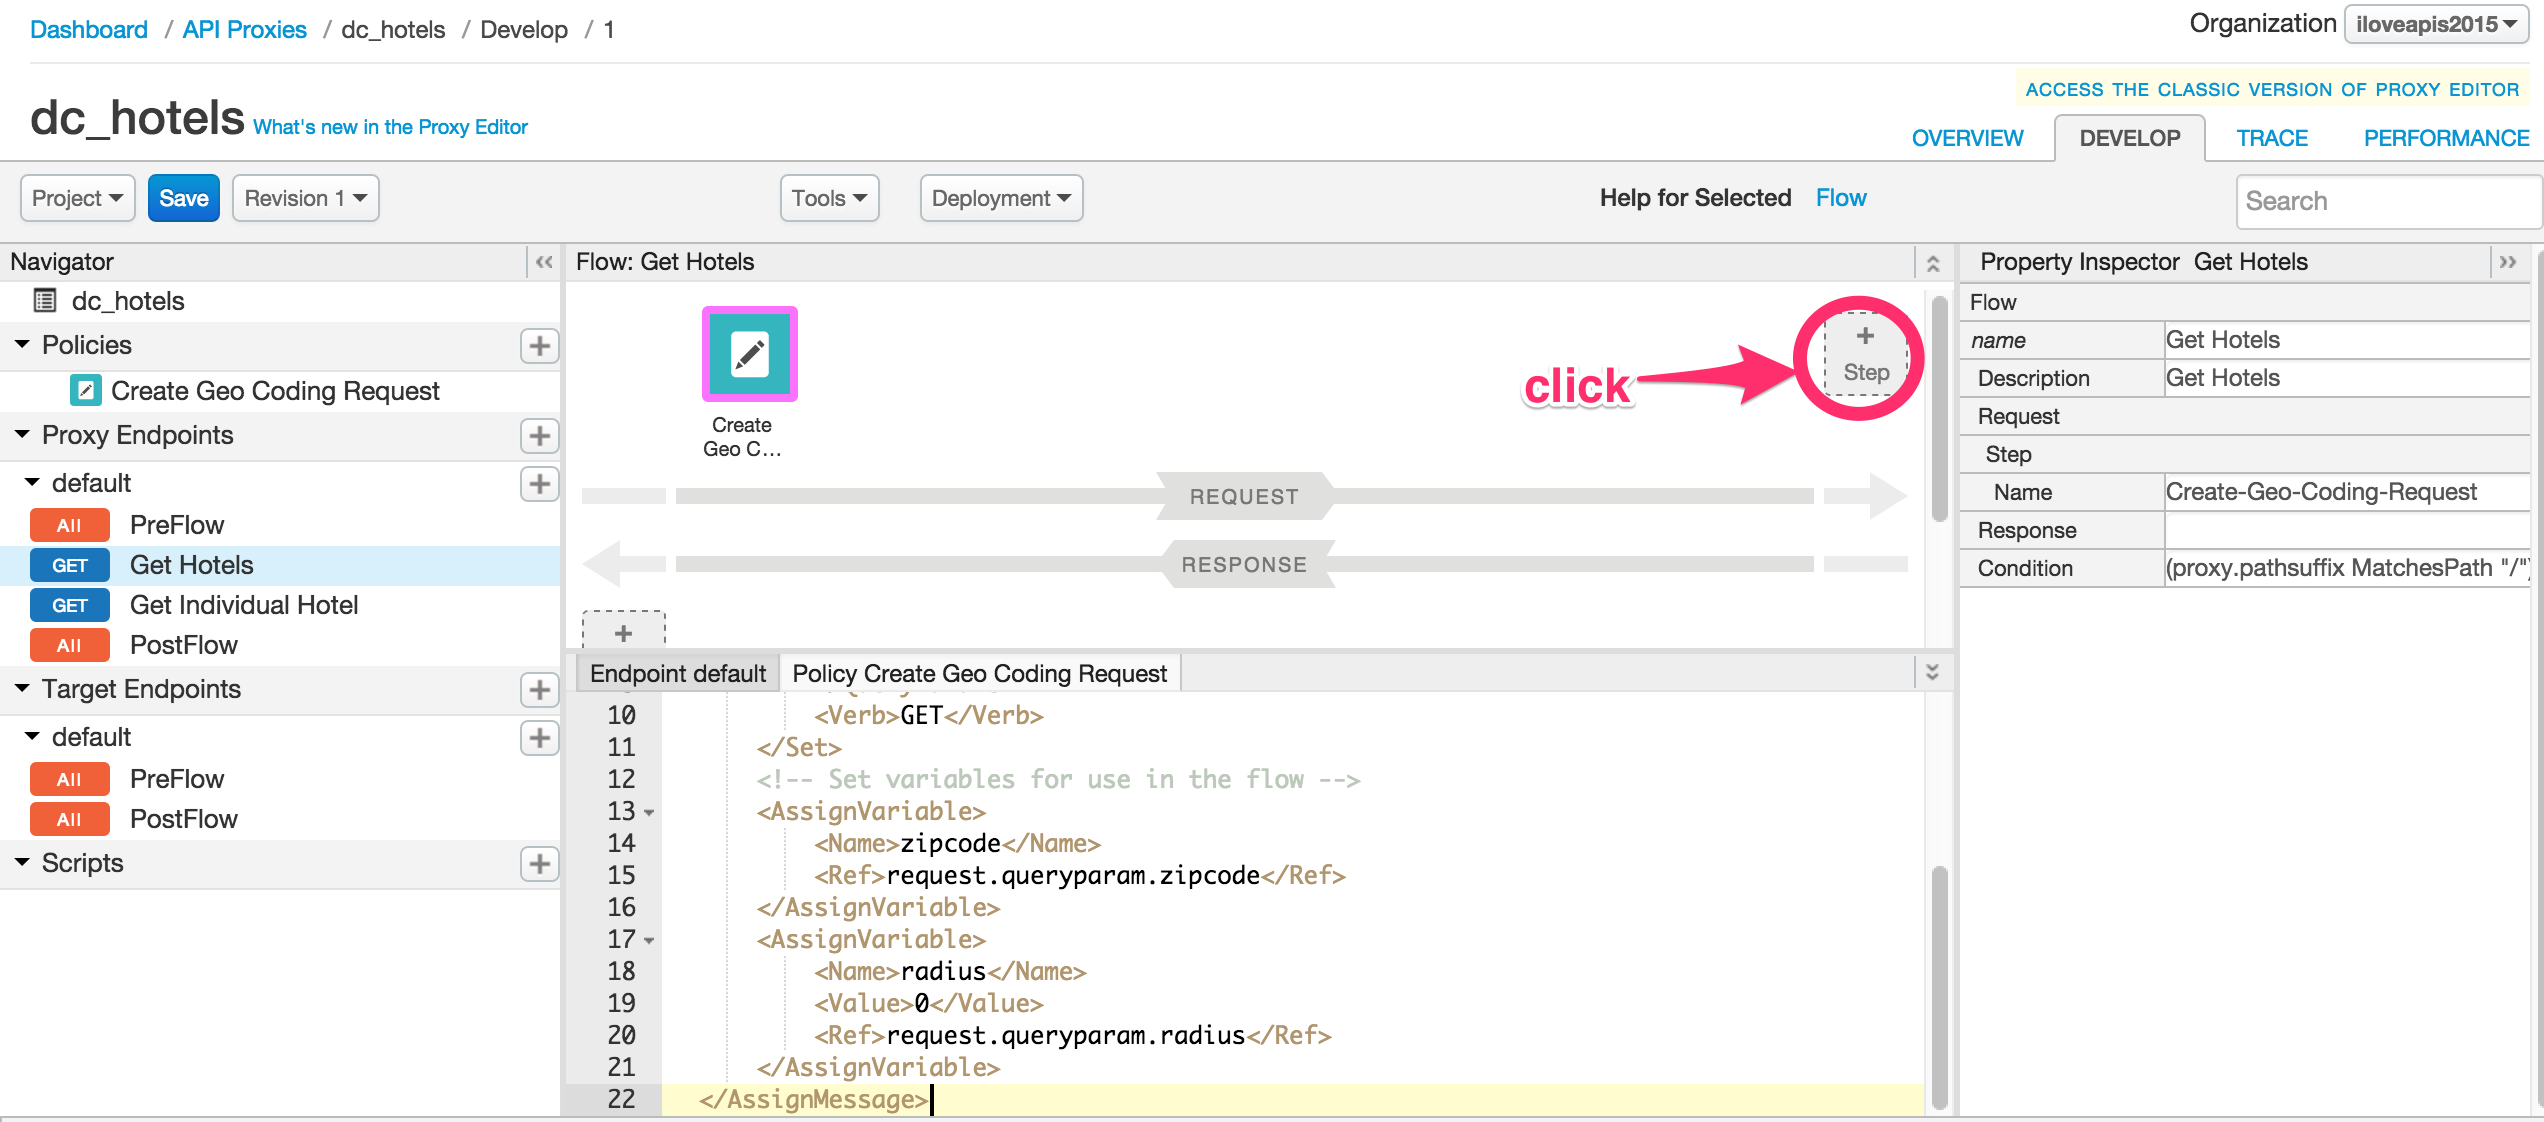 Dashboard / API Proxies / dc_hotels / Develop / 1
Organization iloveapis2015
ACCESS THE CLASSIC VERSION OF PROXY EDITOR
dc_hotels What's new in the Proxy Editor
OVERVIEW DEVELOP TRACE PERFORMANCE
Project Save Revision 1 Tools Deployment Help for Selected Flow Search
Navigator
dc_hotels
Policies
Create Geo Coding Request
Proxy Endpoints
default
All PreFlow
GET Get Hotels
GET Get Individual Hotel
All PostFlow
Target Endpoints
default
All PreFlow
All PostFlow
Scripts
Flow: Get Hotels
+
Step
click
Create
Geo C...
REQUEST
RESPONSE
+
Endpoint default Policy Create Geo Coding Request
10 <Verb>GET</Verb>
11 </Set>
12 <!-- Set variables for use in the flow -->
13 <AssignVariable>
14 <Name>zipcode</Name>
15 <Ref>request.queryparam.zipcode</Ref>
16 </AssignVariable>
17 <AssignVariable>
18 <Name>radius</Name>
19 <Value>0</Value>
20 <Ref>request.queryparam.radius</Ref>
21 </AssignVariable>
22 </AssignMessage>
Property Inspector Get Hotels
Flow
name Get Hotels
Description Get Hotels
Request
Step
Name Create-Geo-Coding-Request
Response
Condition (proxy.pathsuffix MatchesPath "/")